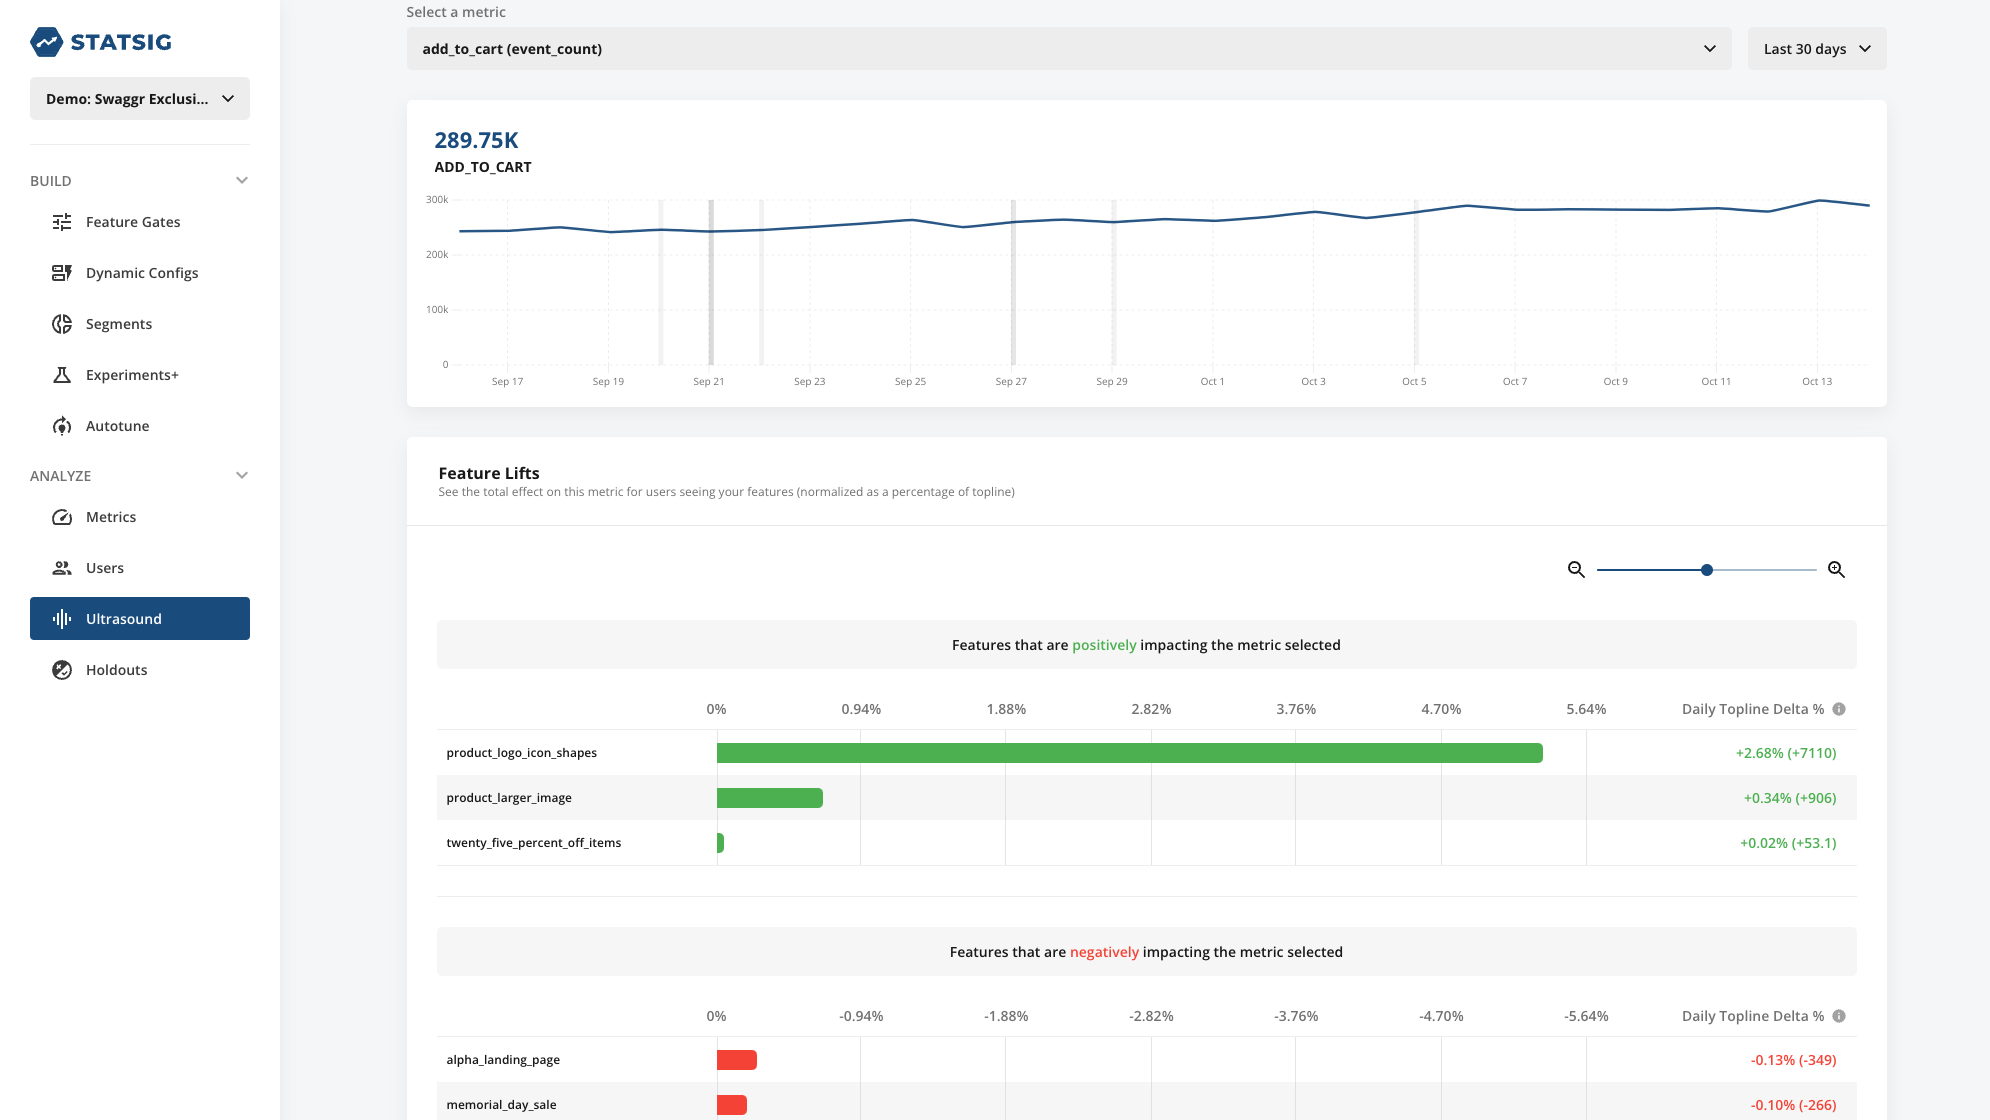 STATSIG
Demo: Swaggr Exclusi...
BUILD
Feature Gates
Dynamic Configs
Segments
Experiments+
Autotune
ANALYZE
Metrics
Users
Ultrasound
Holdouts
Select a metric
add_to_cart (event_count)
Last 30 days
289.75K
ADD_TO_CART
300k
200k
100k
0
Sep 17 Sep 19 Sep 21 Sep 23 Sep 25 Sep 27 Sep 29 Oct 1 Oct 3 Oct 5 Oct 7 Oct 9 Oct 11 Oct 13
Feature Lifts
See the total effect on this metric for users seeing your features (normalized as a percentage of topline)
Features that are positively impacting the metric selected
0% 0.94% 1.88% 2.82% 3.76% 4.70% 5.64% Daily Topline Delta %
product_logo_icon_shapes +2.68% (+7110)
product_larger_image +0.34% (+906)
twenty_five_percent_off_items +0.02% (+53.1)
Features that are negatively impacting the metric selected
0% -0.94% -1.88% -2.82% -3.76% -4.70% -5.64% Daily Topline Delta %
alpha_landing_page -0.13% (-349)
memorial_day_sale -0.10% (-266)